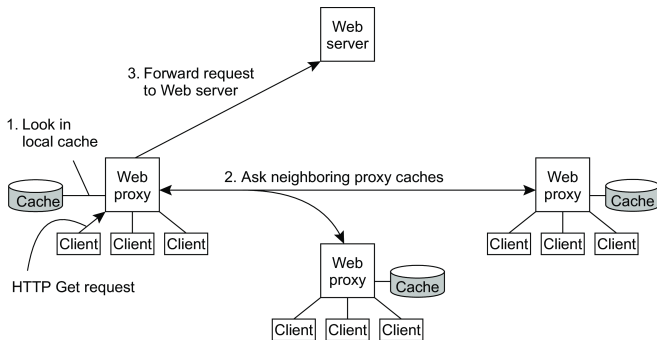 Web
server
3. Forward request
to Web server
1. Look in
local cache
Web
proxy
2. Ask neighboring proxy caches
Web
proxy
Cache
Cache
Client
Client
Client
Client
Client
Client
Web
proxy
HTTP Get request
Cache
Client
Client
Client